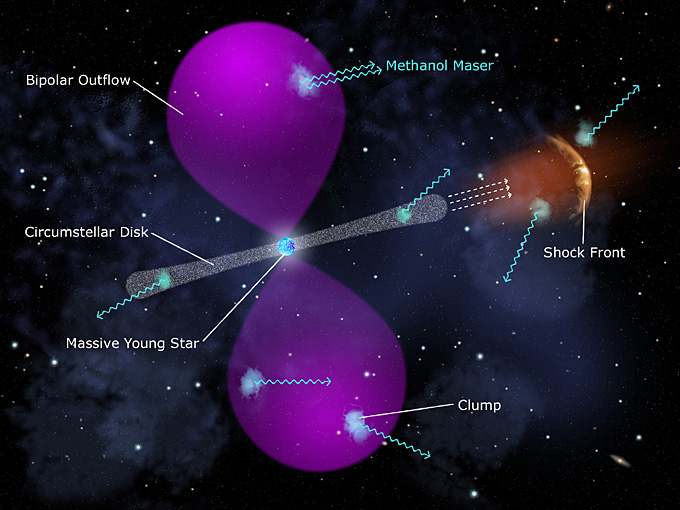 Methanol Maser
Bipolar Outflow
Circumstellar Disk
Shock Front
Massive Young Star
Clump